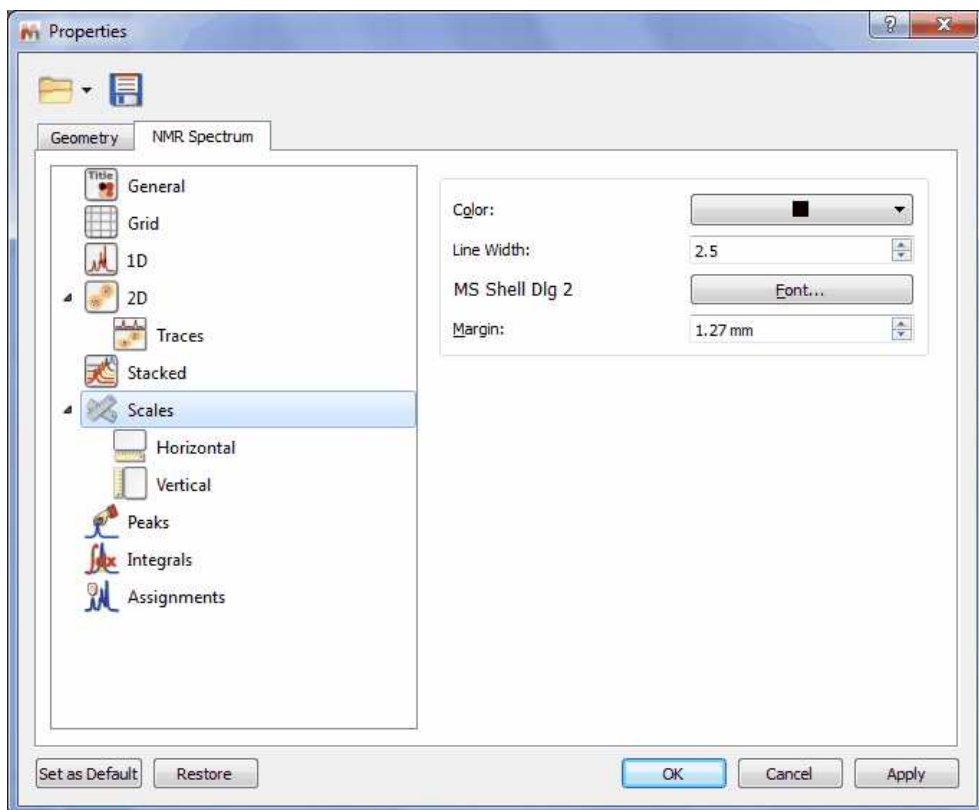 Properties
Geometry
NMR Spectrum
Title
General
Grid
1D
2D
Traces
Stacked
Scales
Horizontal
Vertical
Peaks
Integrals
Assignments
Color:
Line Width:
2.5
MS Shell Dlg 2
Font...
Margin:
1.27 mm
Set as Default
Restore
OK
Cancel
Apply